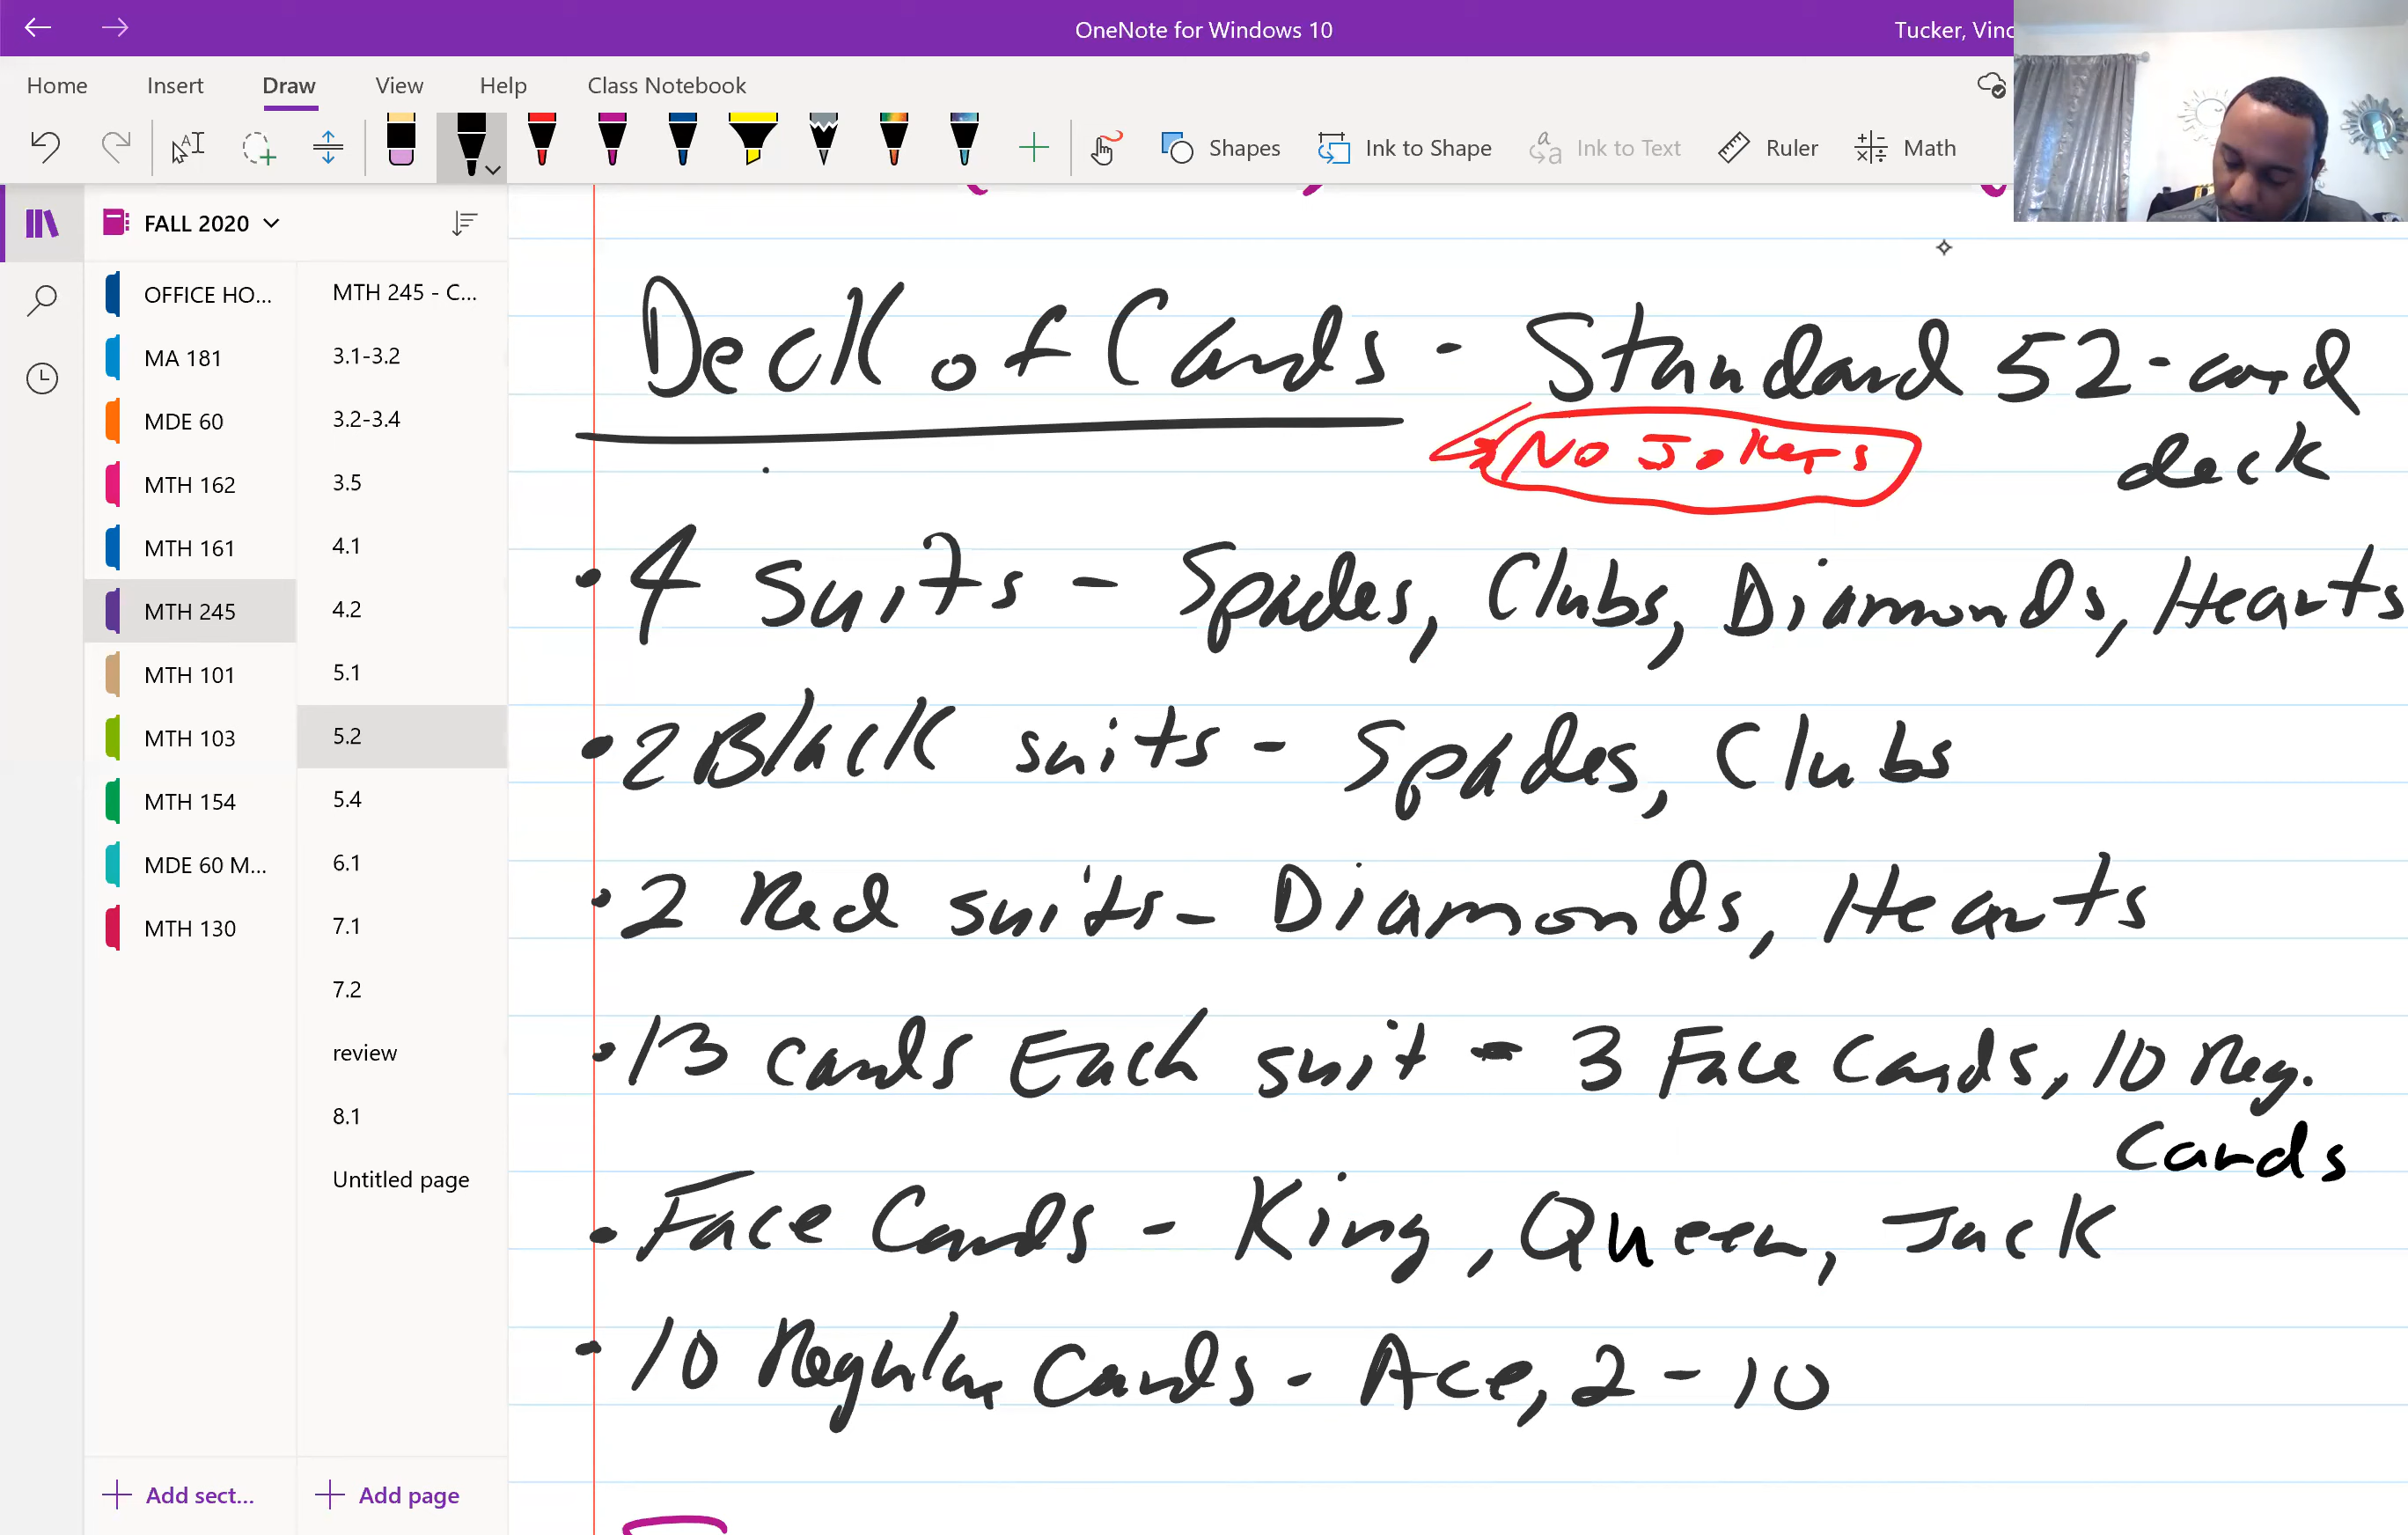 OneNote for Windows 10
Tucker, Vinc
Home Insert Draw View Help Class Notebook
Shapes Ink to Shape Ink to Text Ruler Math
FALL 2020
OFFICE HO...
MA 181
MDE 60
MTH 162
MTH 161
MTH 245
MTH 101
MTH 103
MTH 154
MDE 60 M...
MTH 130
Add sect...
MTH 245 - C...
3.1-3.2
3.2-3.4
3.5
4.1
4.2
5.1
5.2
5.4
6.1
7.1
7.2
review
8.1
Untitled page
Add page
Deck of Cards - Standard 52-card
deck
No Jokers
• 4 suits - Spades, Clubs, Diamonds, Hearts
• 2 Black suits - Spades, Clubs
• 2 Red suits - Diamonds, Hearts
• 13 cards Each suit - 3 Face Cards, 10 Reg.
Cards
• Face Cards - King, Queen, Jack
• 10 Regular Cards - Ace, 2 - 10